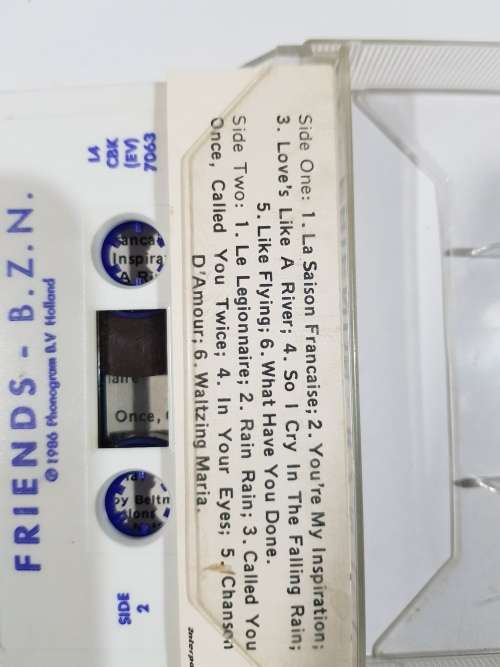 Side One: 1. La Saison Francaise; 2. You're My Inspiration;
3. Love's Like A River; 4. So I Cry In The Falling Rain;
5. Like Flying; 6. What Have You Done.
Side Two: 1. Le Legionnaire; 2. Rain Rain; 3. Called You
Once, Called You Twice; 4. In Your Eyes; 5. Chanson
D'Amour; 6. Waltzing Maria.
L4
CBK
(EV)
7063
Inspira
Once,
SIDE
2
FRIENDS - B.Z.N.
© 1986 Phonogram B.V Holland